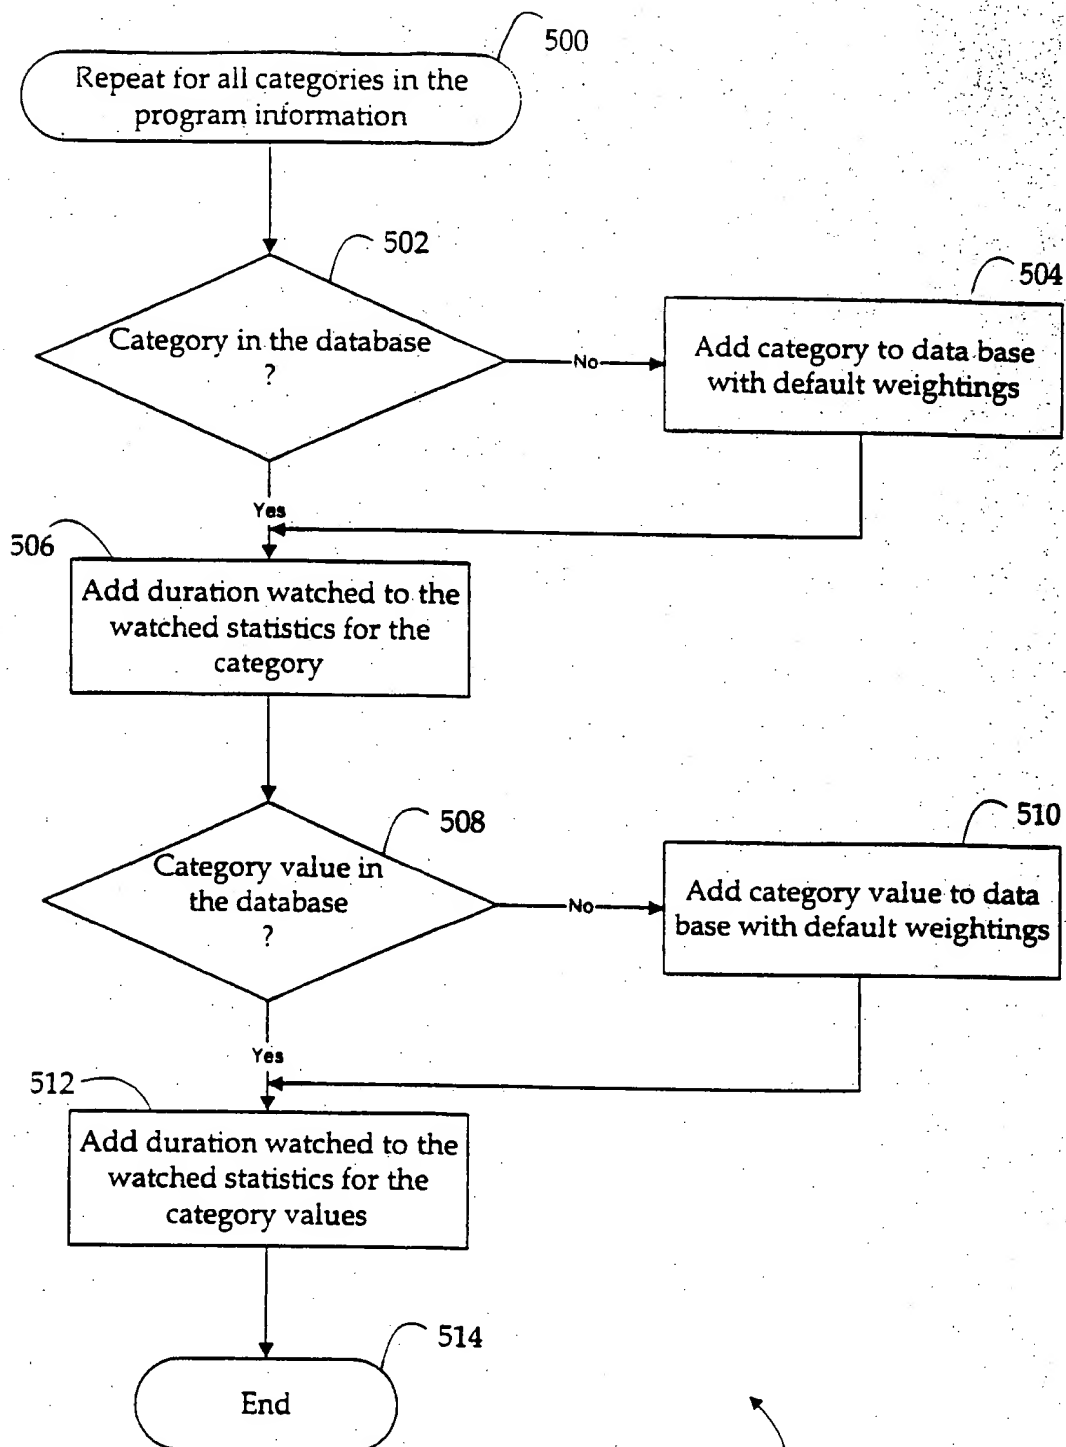 500
Repeat for all categories in the
program information
502
Category in the database
?
No
504
Add category to data base
with default weightings
Yes
506
Add duration watched to the
watched statistics for the
category
508
Category value in
the database
?
No
510
Add category value to data
base with default weightings
Yes
512
Add duration watched to the
watched statistics for the
category values
514
End